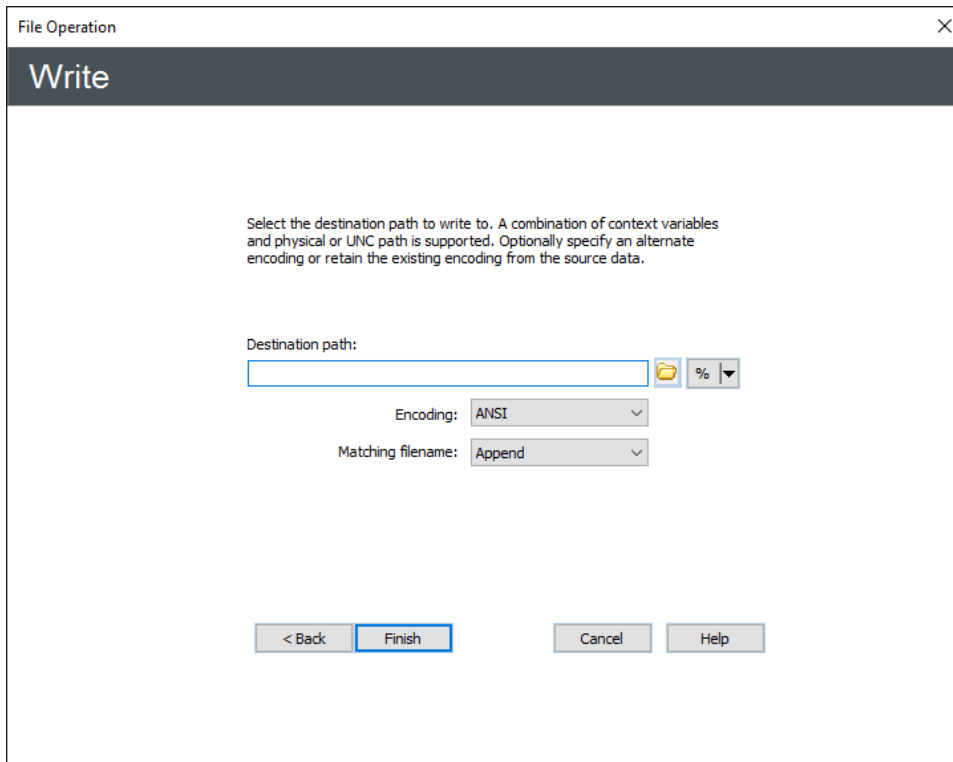 File Operation
Write
Select the destination path to write to. A combination of context variables
and physical or UNC path is supported. Optionally specify an alternate
encoding or retain the existing encoding from the source data.
Destination path:
%
Encoding: ANSI
Matching filename: Append
< Back Finish Cancel Help